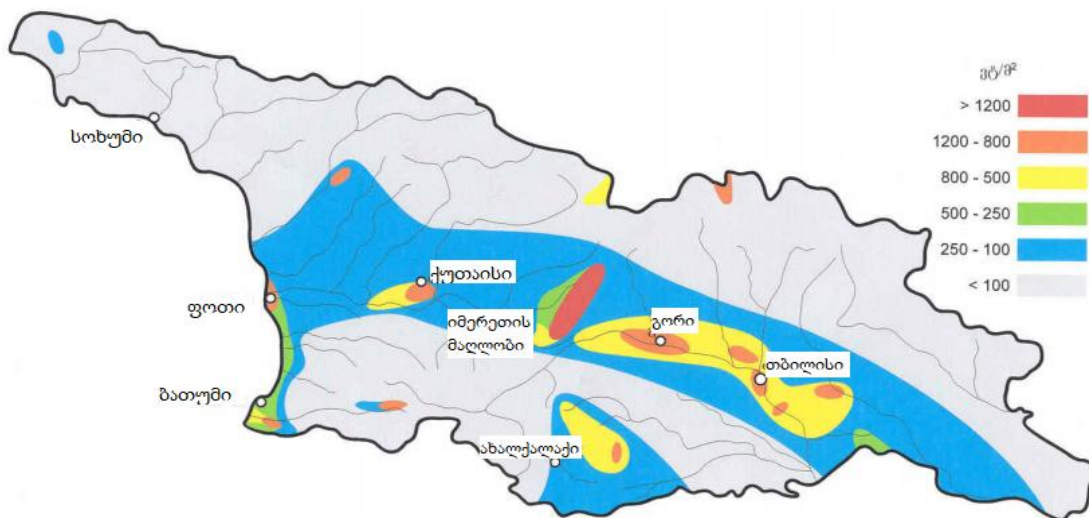 ვტ/მ²
> 1200
1200 - 800
800 - 500
500 - 250
250 - 100
< 100
სოხუმი
ქუთაისი
ფოთი
იმერეთის
მაღლობი
გორი
თბილისი
ბათუმი
ახალქალაქი